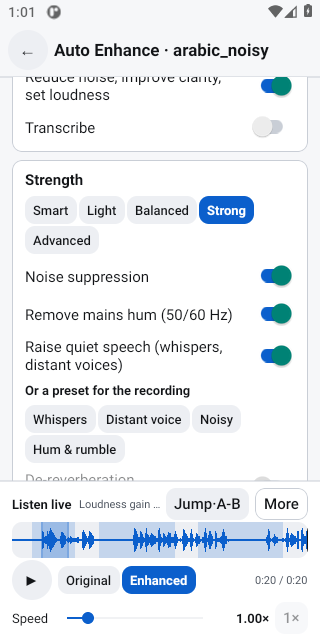 1:01
← Auto Enhance · arabic_noisy
Reduce noise, improve clarity,
set loudness
Transcribe
Strength
Smart Light Balanced Strong
Advanced
Noise suppression
Remove mains hum (50/60 Hz)
Raise quiet speech (whispers,
distant voices)
Or a preset for the recording
Whispers Distant voice Noisy
Hum & rumble
De-reverberation
Listen live Loudness gain … Jump·A-B More
Original Enhanced 0:20 / 0:20
Speed 1.00× 1×